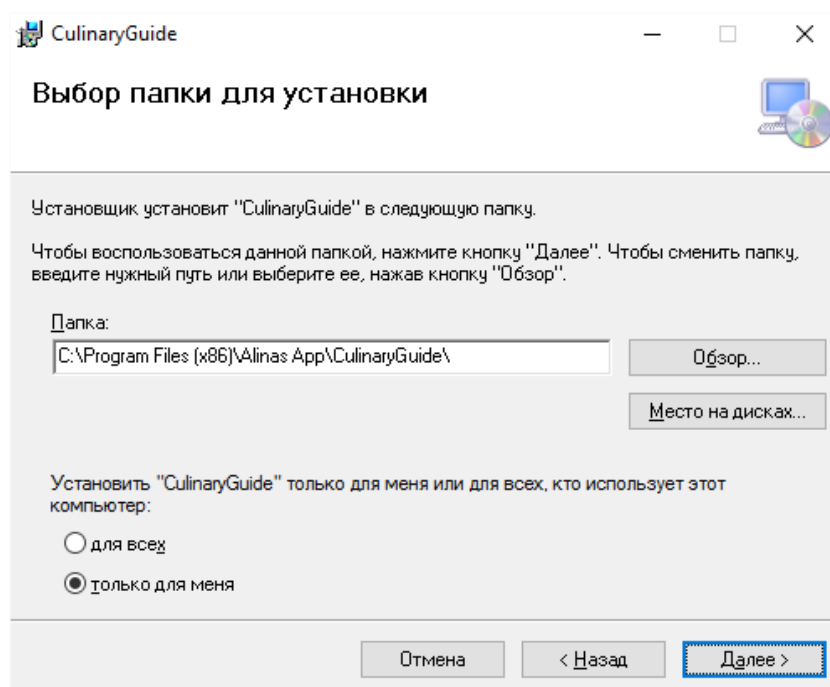 CulinaryGuide
Выбор папки для установки
Установщик установит "CulinaryGuide" в следующую папку.
Чтобы воспользоваться данной папкой, нажмите кнопку "Далее". Чтобы сменить папку,
введите нужный путь или выберите ее, нажав кнопку "Обзор".
Папка:
C:\Program Files (x86)\Alinas App\CulinaryGuide\
Обзор...
Место на дисках...
Установить "CulinaryGuide" только для меня или для всех, кто использует этот
компьютер:
для всех
только для меня
Отмена
< Назад
Далее >